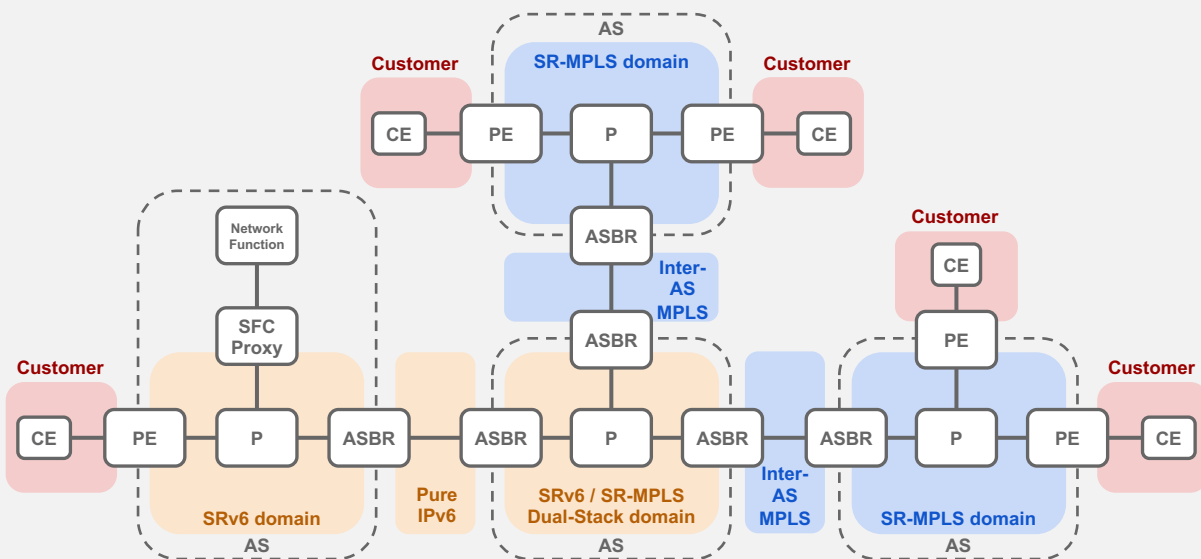 AS
SR-MPLS domain
Customer
Customer
CE
PE
P
PE
CE
ASBR
Inter-
AS
MPLS
Network
Function
SFC
Proxy
ASBR
Customer
CE
PE
Customer
CE
PE
P
ASBR
ASBR
P
ASBR
ASBR
P
PE
Customer
CE
SRv6 domain
AS
Pure
IPv6
SRv6 / SR-MPLS
Dual-Stack domain
AS
Inter-
AS
MPLS
SR-MPLS domain
AS